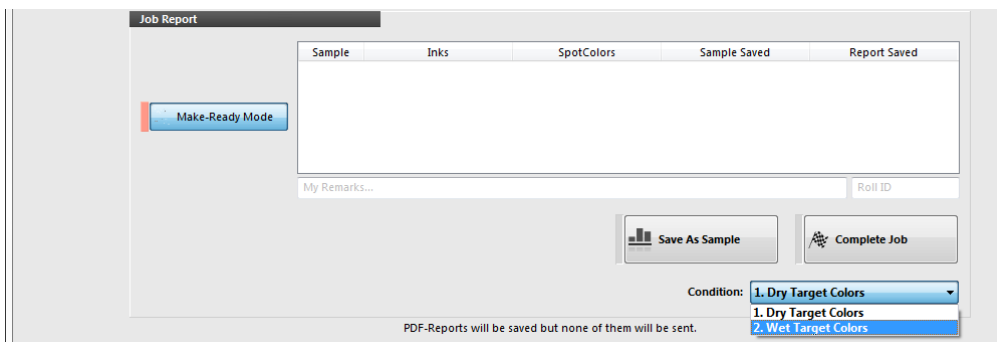 Job Report
Sample Inks SpotColors Sample Saved Report Saved
Make-Ready Mode
My Remarks... Roll ID
Save As Sample Complete Job
Condition: 1. Dry Target Colors
1. Dry Target Colors
PDF-Reports will be saved but none of them will be sent. 2. Wet Target Colors